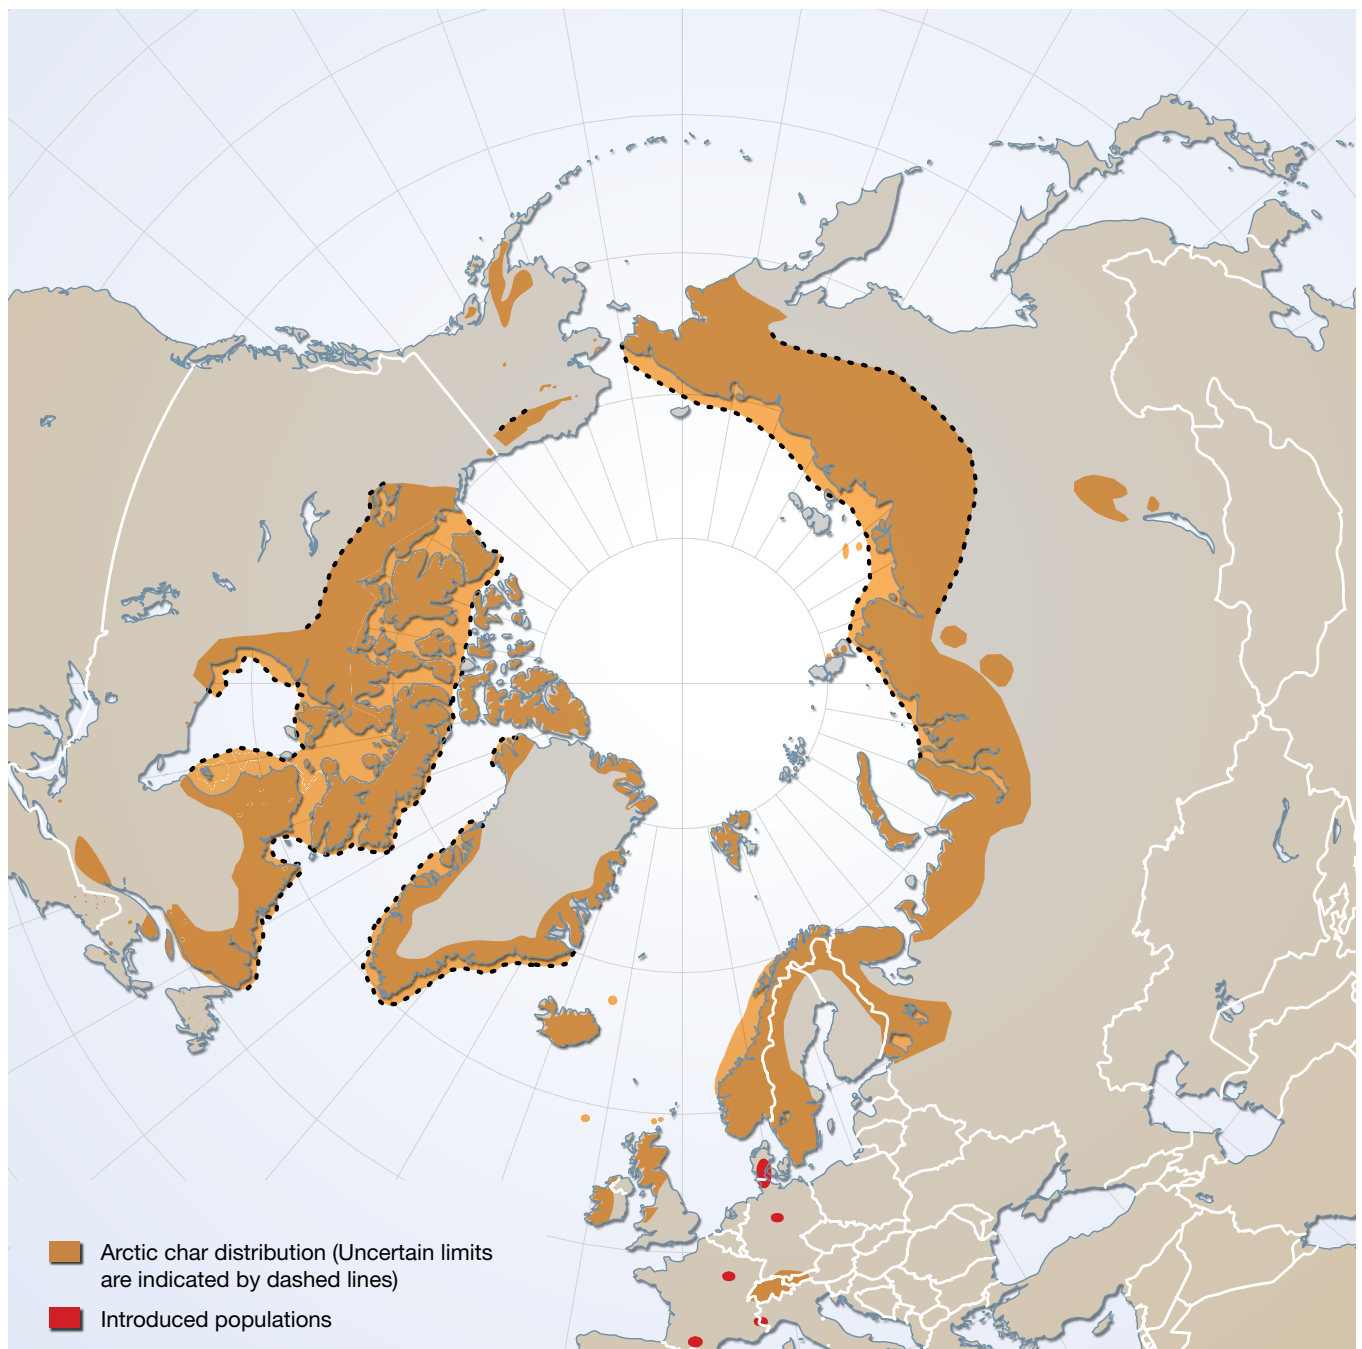 Arctic char distribution (Uncertain limits
are indicated by dashed lines)
Introduced populations